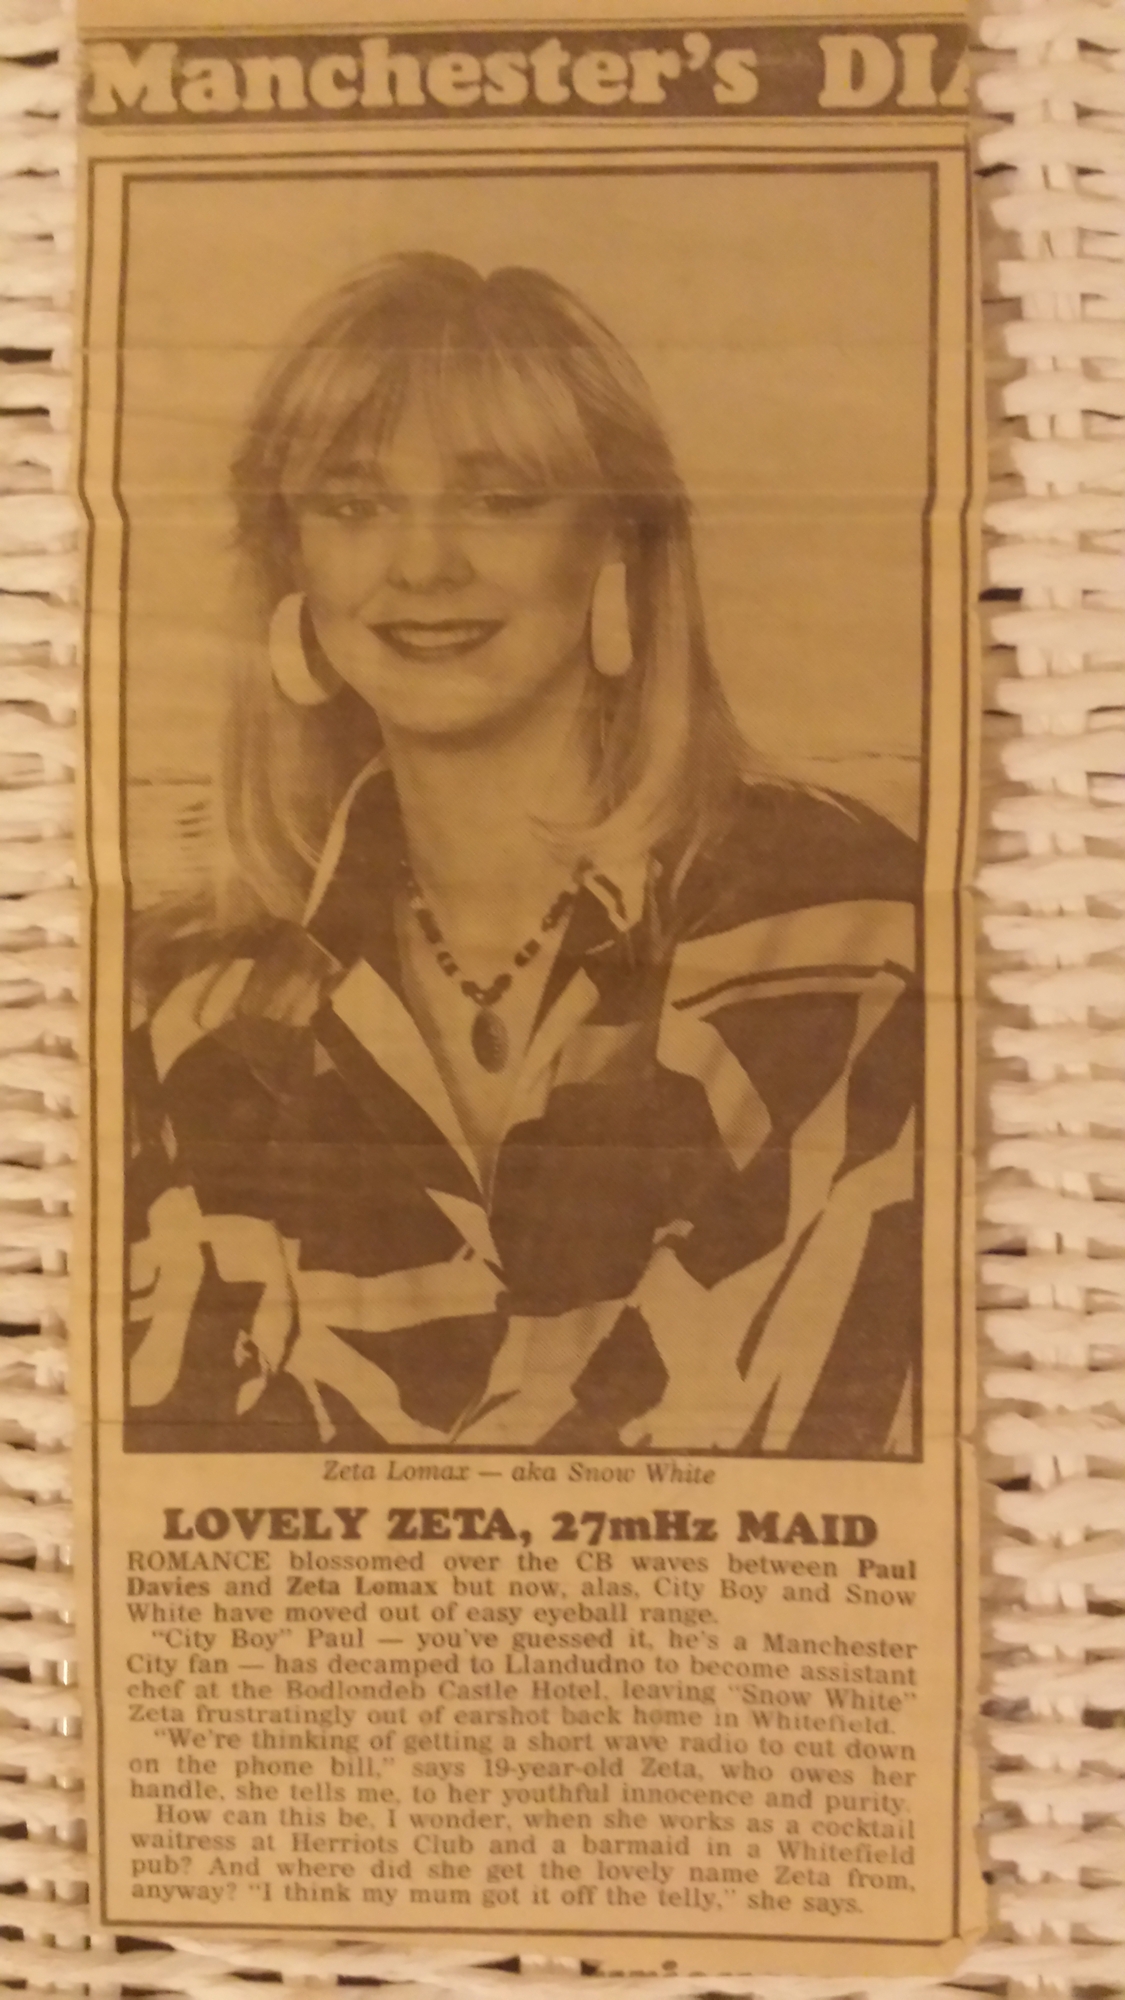 Manchester's DIA
Zeta Lomax — aka Snow White
LOVELY ZETA, 27mHz MAID
ROMANCE blossomed over the CB waves between Paul
Davies and Zeta Lomax but now, alas, City Boy and Snow
White have moved out of easy eyeball range.
"City Boy" Paul — you've guessed it, he's a Manchester
City fan — has decamped to Llandudno to become assistant
chef at the Bodlondeb Castle Hotel, leaving "Snow White"
Zeta frustratingly out of earshot back home in Whitefield.
"We're thinking of getting a short wave radio to cut down
on the phone bill," says 19-year-old Zeta, who owes her
handle, she tells me, to her youthful innocence and purity.
How can this be, I wonder, when she works as a cocktail
waitress at Herriots Club and a barmaid in a Whitefield
pub? And where did she get the lovely name Zeta from,
anyway? "I think my mum got it off the telly," she says.